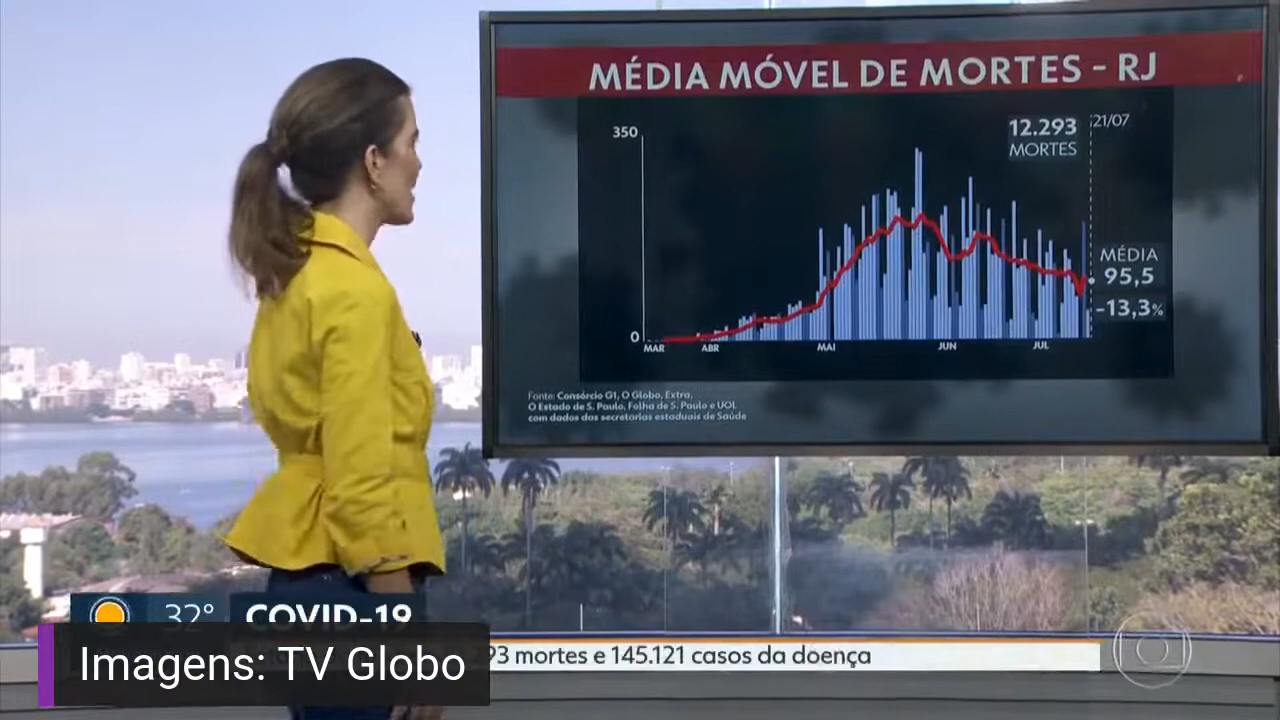 MÉDIA MÓVEL DE MORTES - RJ
350
12.293
MORTES
21/07
MÉDIA
95,5
-13,3%
0
MAR ABR MAI JUN JUL
Fonte: Consórcio G1, O Globo, Extra,
O Estado de S. Paulo, Folha de S. Paulo e UOL
com dados das secretarias estaduais de Saúde
32° COVID-19
93 mortes e 145.121 casos da doença
Imagens: TV Globo